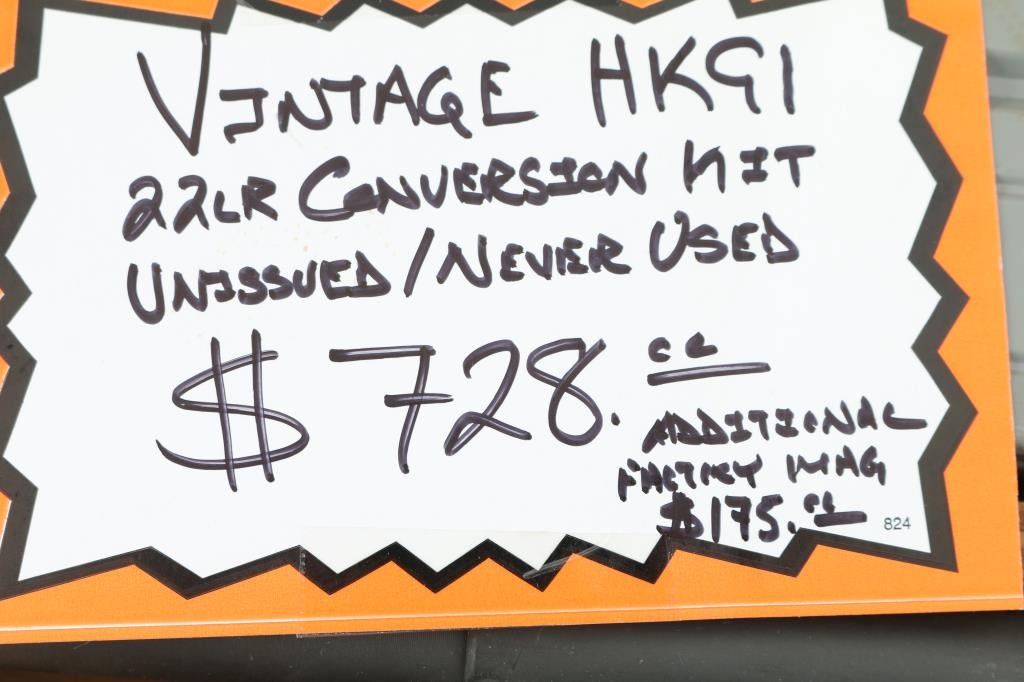 VINTAGE HK91
22LR CONVERSION KIT
UNISSUED/NEVER USED
$728.00
ADDITIONAL
FACTORY MAG
$175.00
824